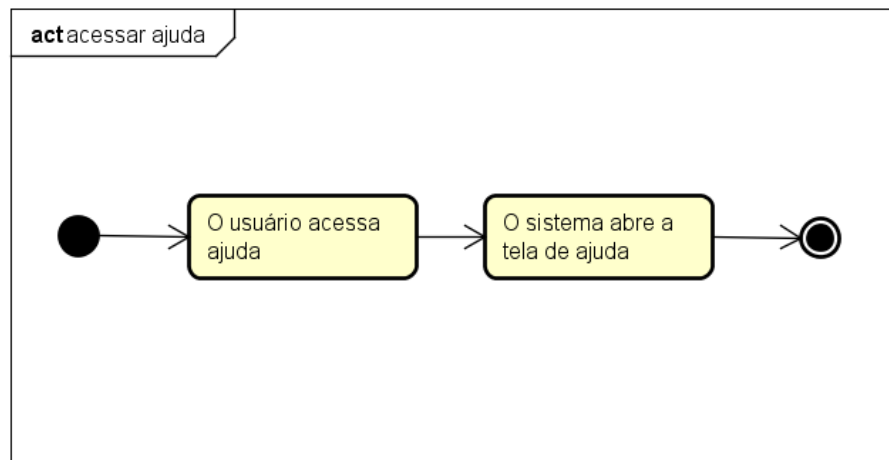 act acessar ajuda
O usuário acessa
ajuda
O sistema abre a
tela de ajuda